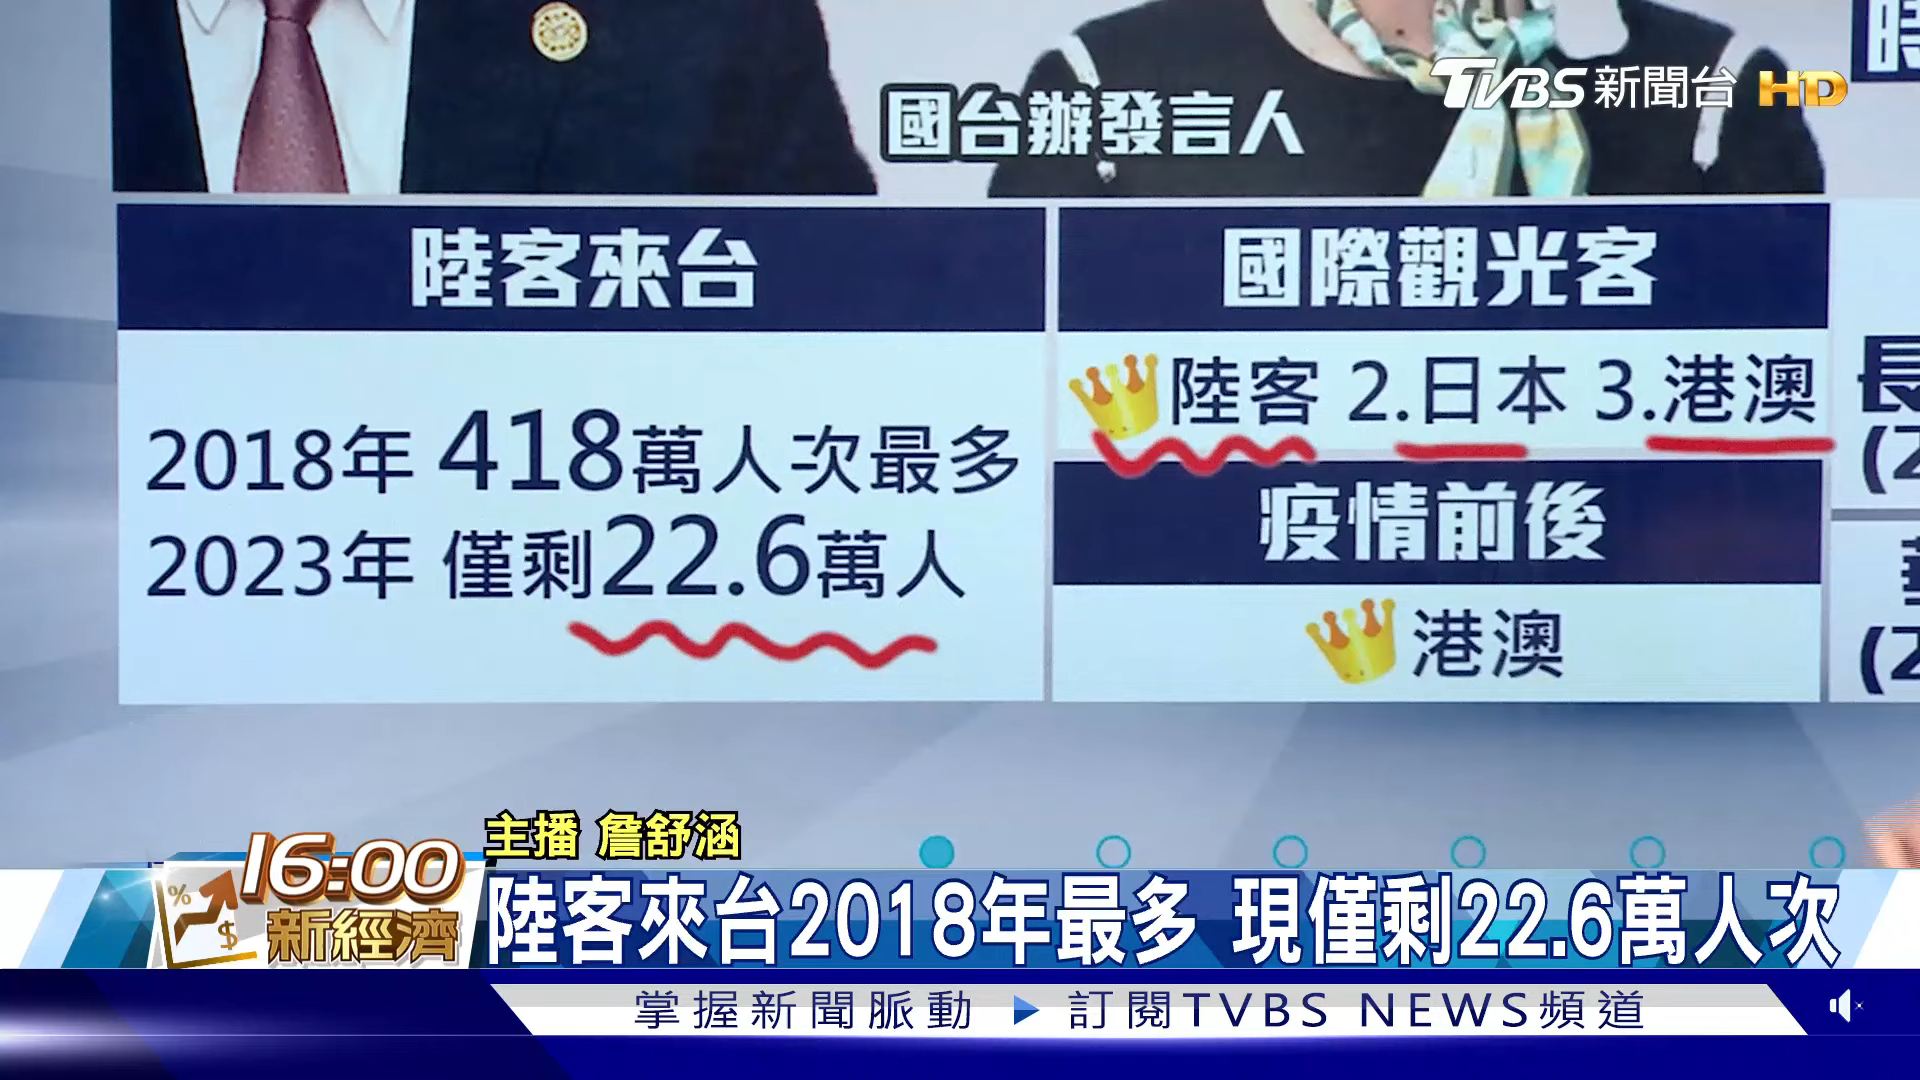 國台辦發言人
TVBS新聞台 HD
時
陸客來台
2018年 418萬人次最多
2023年 僅剩22.6萬人
國際觀光客
陸客 2.日本 3.港澳
疫情前後
港澳
長
(2
(2
主播 詹舒涵
16:00
新經濟
% $
陸客來台2018年最多 現僅剩22.6萬人次
掌握新聞脈動 ▶ 訂閱TVBS NEWS頻道